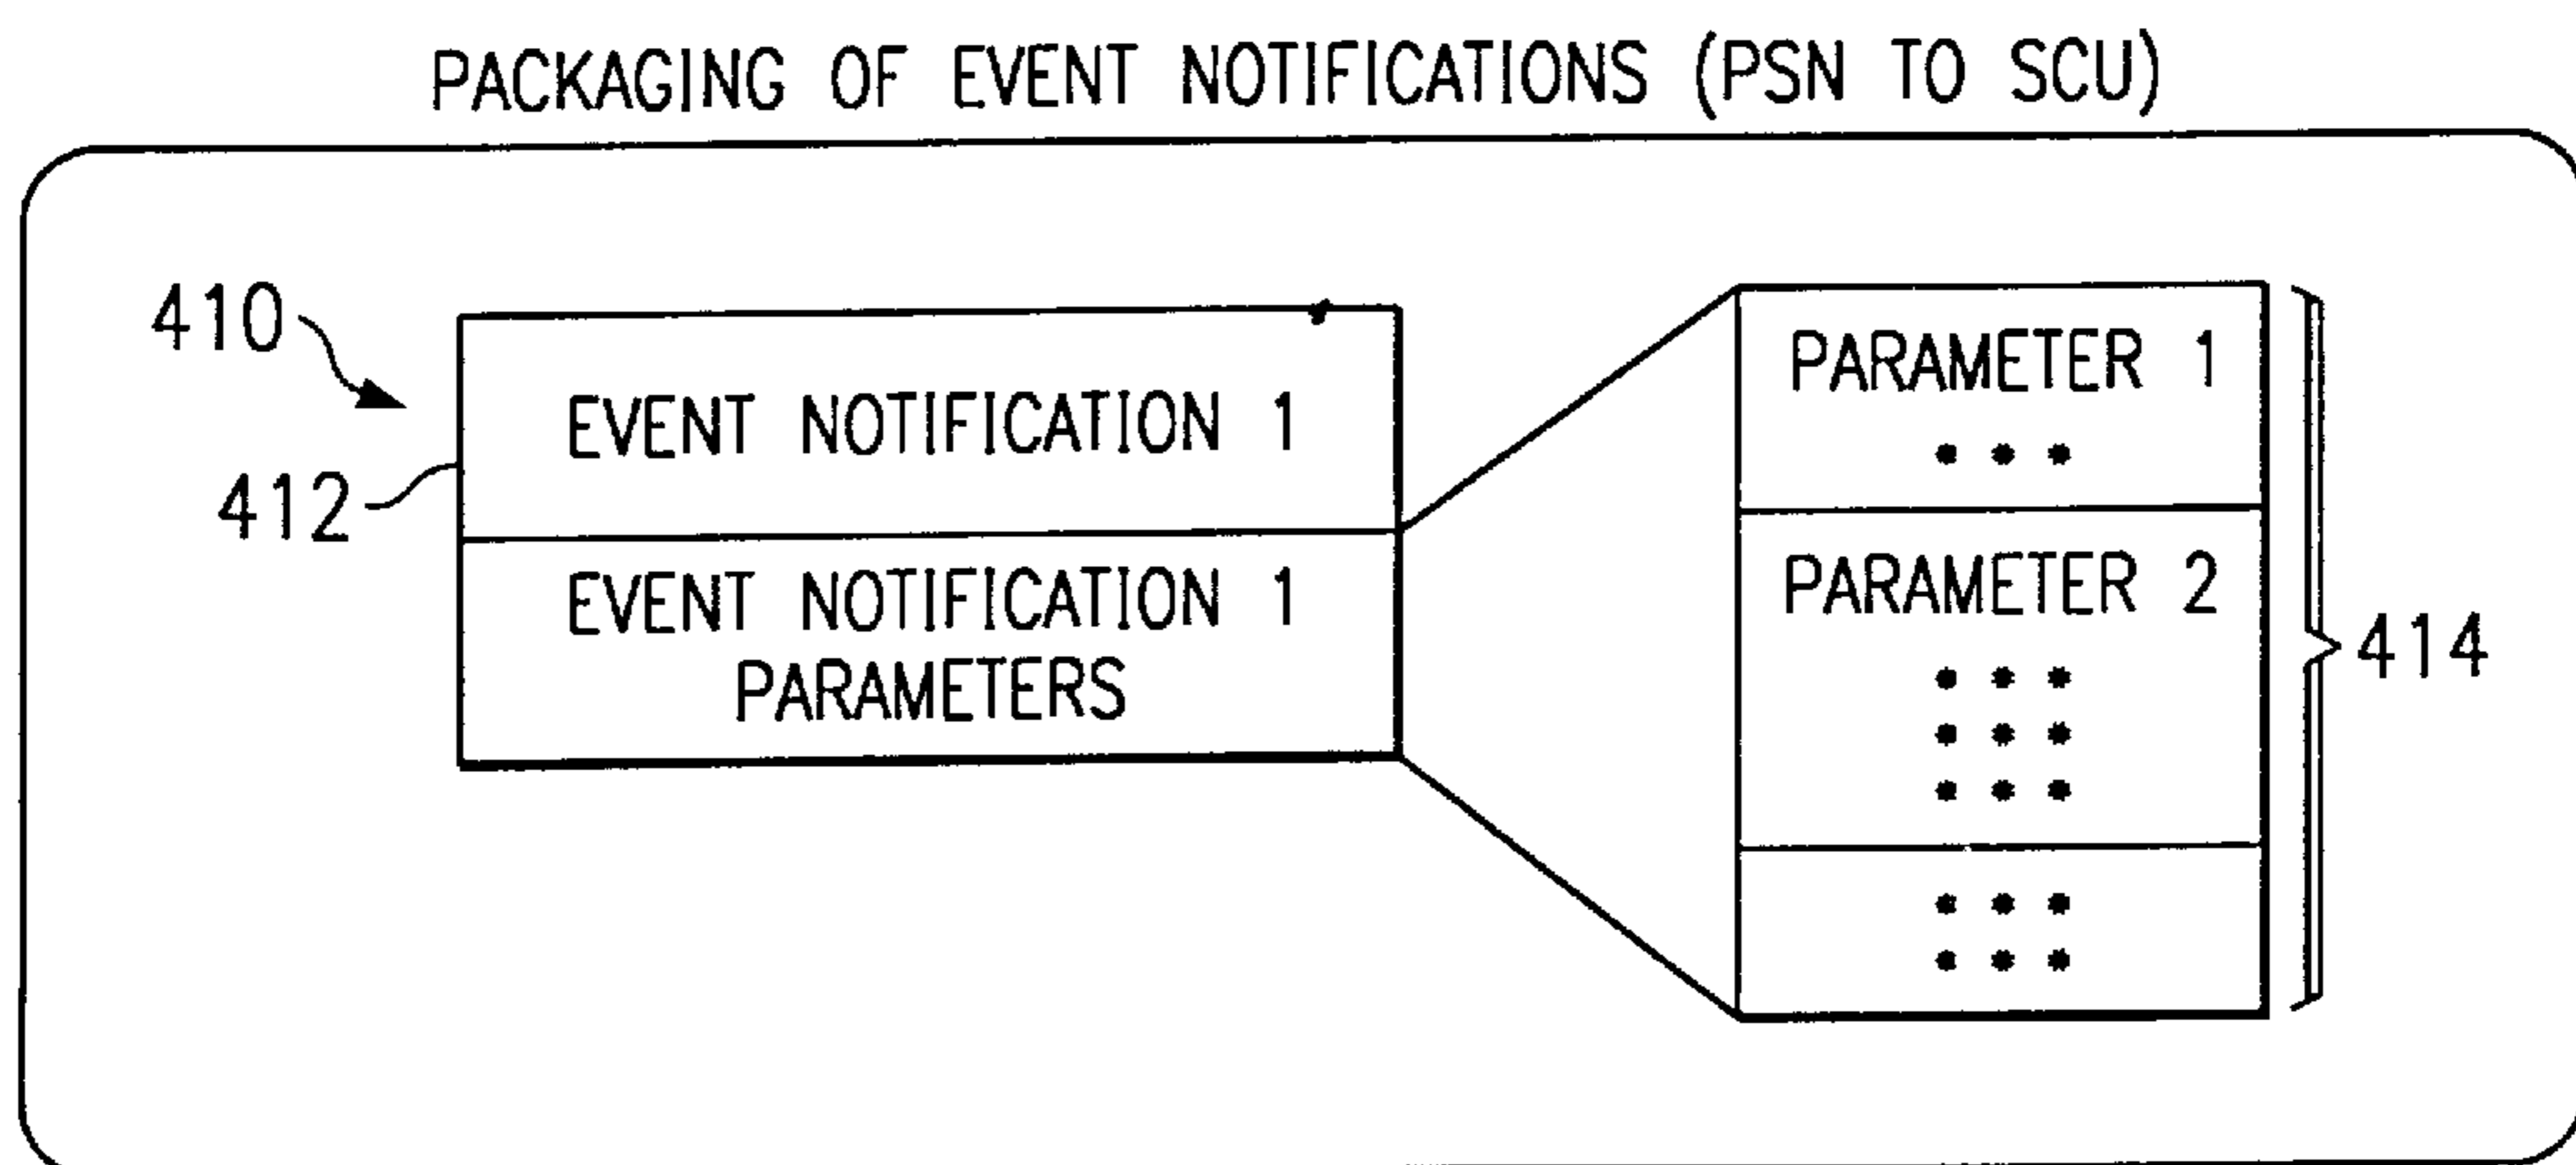 PACKAGING OF EVENT NOTIFICATIONS (PSN TO SCU)
410
412
EVENT NOTIFICATION 1
EVENT NOTIFICATION 1
PARAMETERS
PARAMETER 1
• • •
PARAMETER 2
• • •
• • •
• • •
• • •
• • •
414